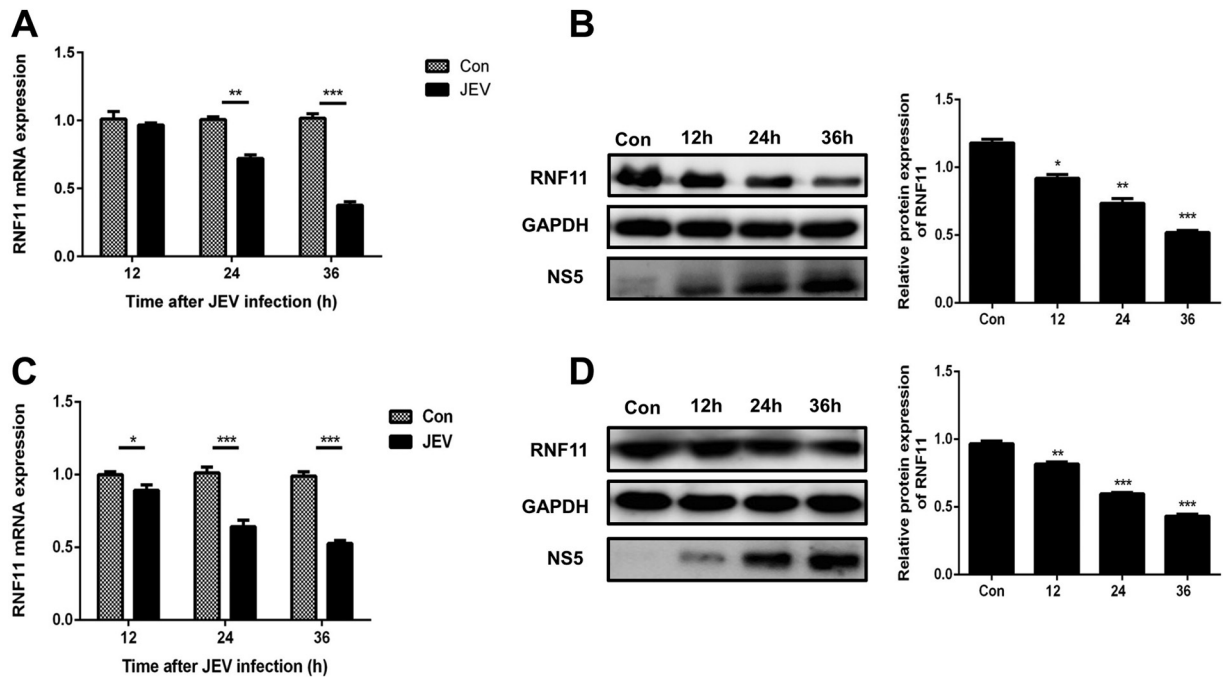 A
RNF11 mRNA expression
1.5
1.0
0.5
0.0
**
***
12
24
36
Time after JEV infection (h)
Con
JEV
B
Con
12h
24h
36h
RNF11
GAPDH
NS5
Relative protein expression
of RNF11
1.5
1.0
0.5
0.0
*
**
***
Con
12
24
36
C
RNF11 mRNA expression
1.5
1.0
0.5
0.0
*
***
***
12
24
36
Time after JEV infection (h)
Con
JEV
D
Con
12h
24h
36h
RNF11
GAPDH
NS5
Relative protein expression
of RNF11
1.5
1.0
0.5
0.0
**
***
***
Con
12
24
36